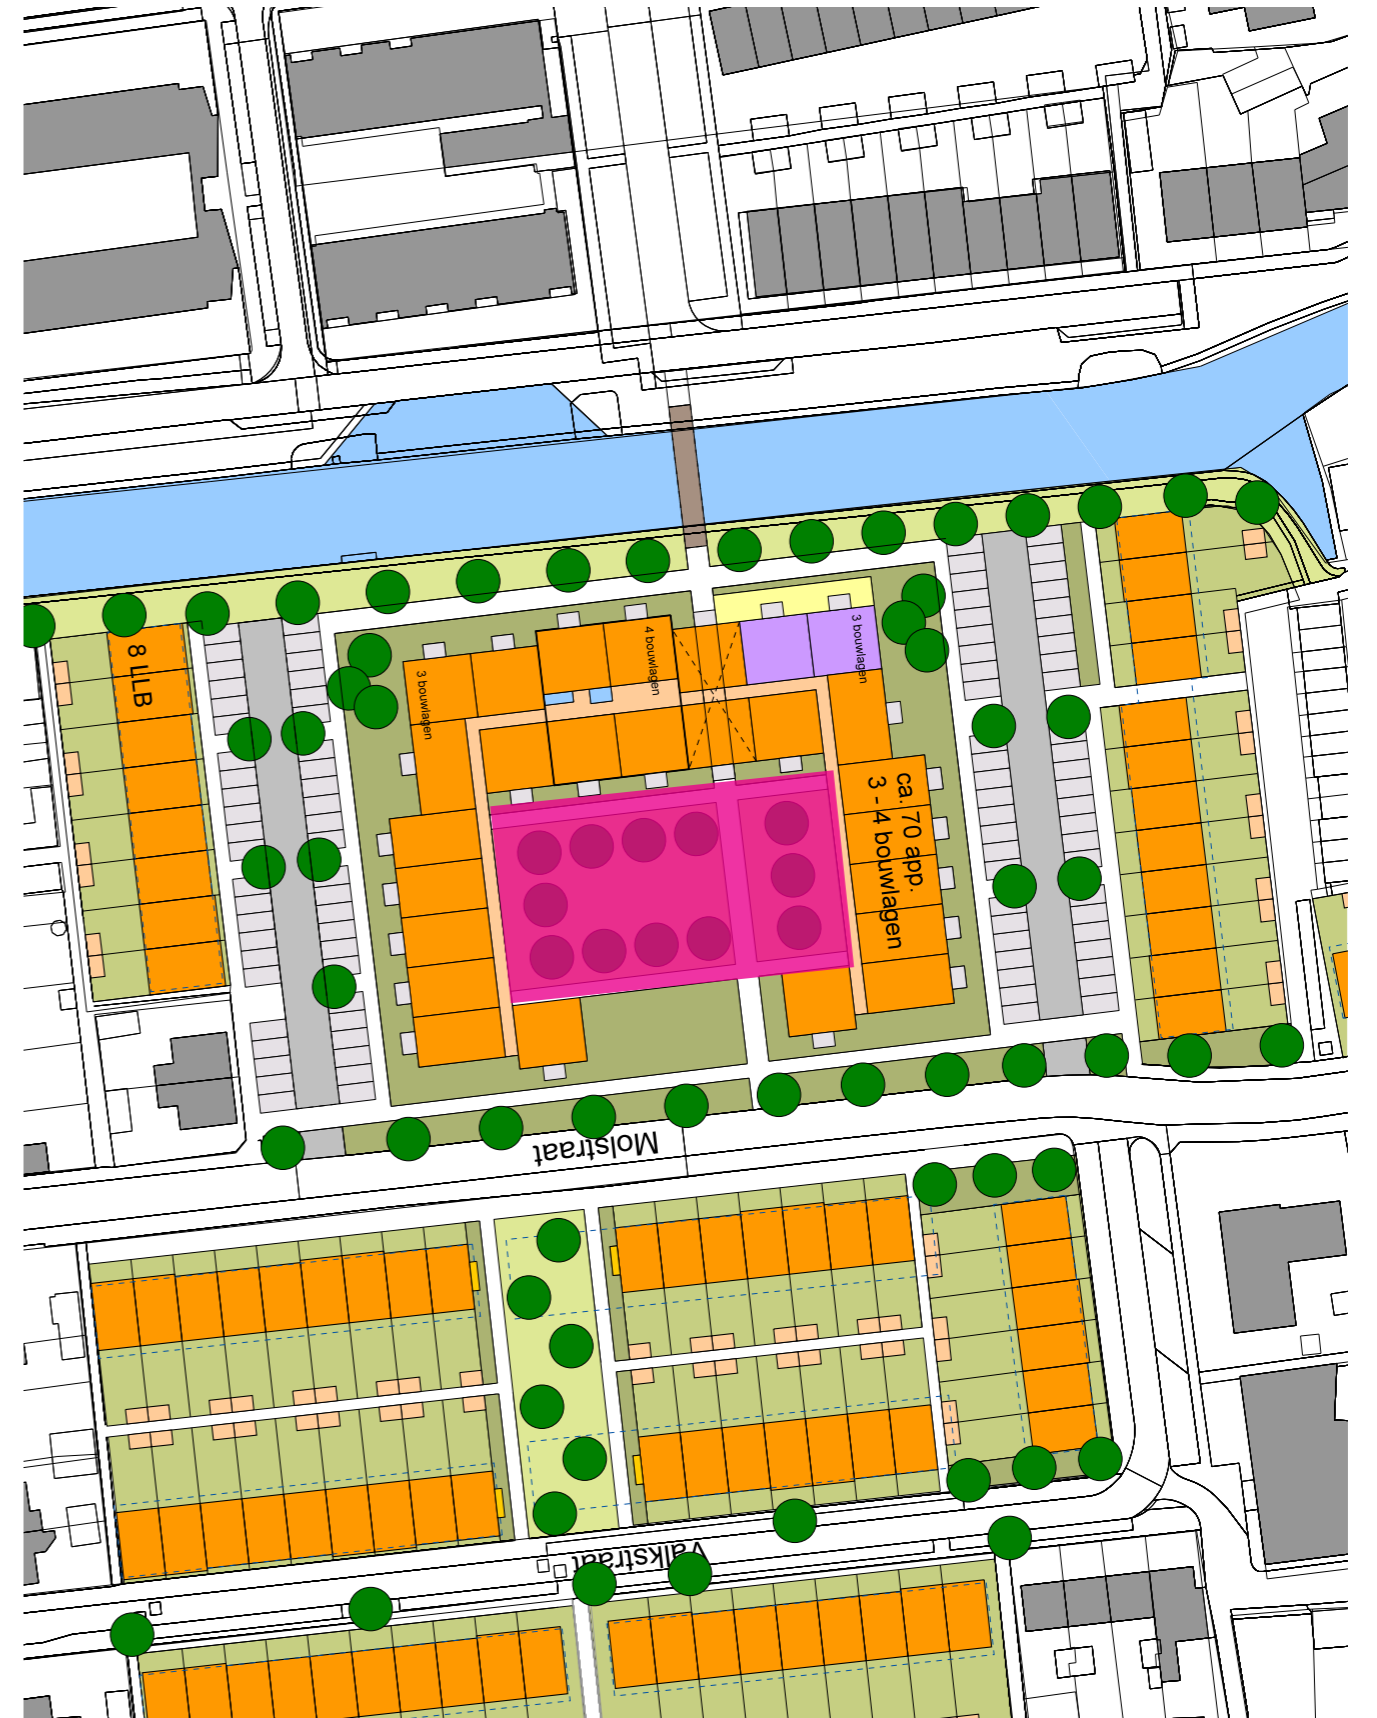 8 LLB
3 bouwlagen
4 bouwlagen
3 bouwlagen
ca. 70 app.
3 - 4 bouwlagen
Molstraat
Valkstraat